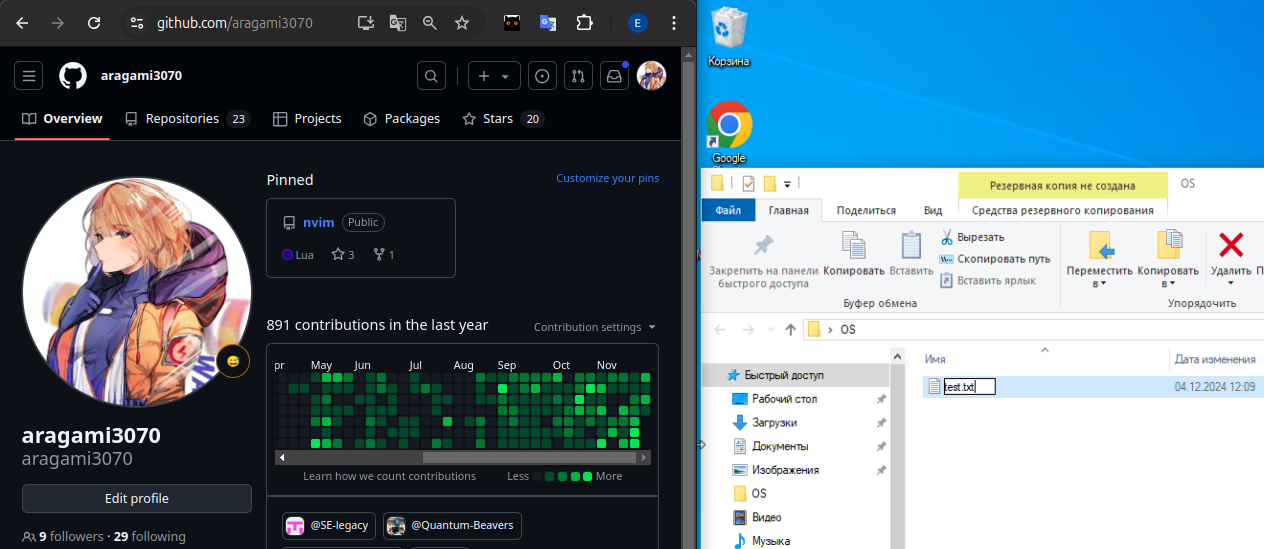 github.com/aragami3070
E
aragami3070
Overview
Repositories 23
Projects
Packages
Stars 20
Pinned
Customize your pins
nvim Public
Lua 3 1
891 contributions in the last year
Contribution settings
pr May Jun Jul Aug Sep Oct Nov
Learn how we count contributions
Less More
@SE-legacy @Quantum-Beavers
aragami3070
aragami3070
Edit profile
9 followers · 29 following
Корзина
Google
Резервная копия не создана
OS
Файл Главная Поделиться Вид Средства резервного копирования
Закрепить на панели
быстрого доступа
Копировать
Вставить
Вырезать
Скопировать путь
Вставить ярлык
Буфер обмена
Переместить
в
Копировать
в
Удалить
Упорядочить
OS
Имя
Дата изменения
test.txt
04.12.2024 12:09
Быстрый доступ
Рабочий стол
Загрузки
Документы
Изображения
OS
Видео
Музыка